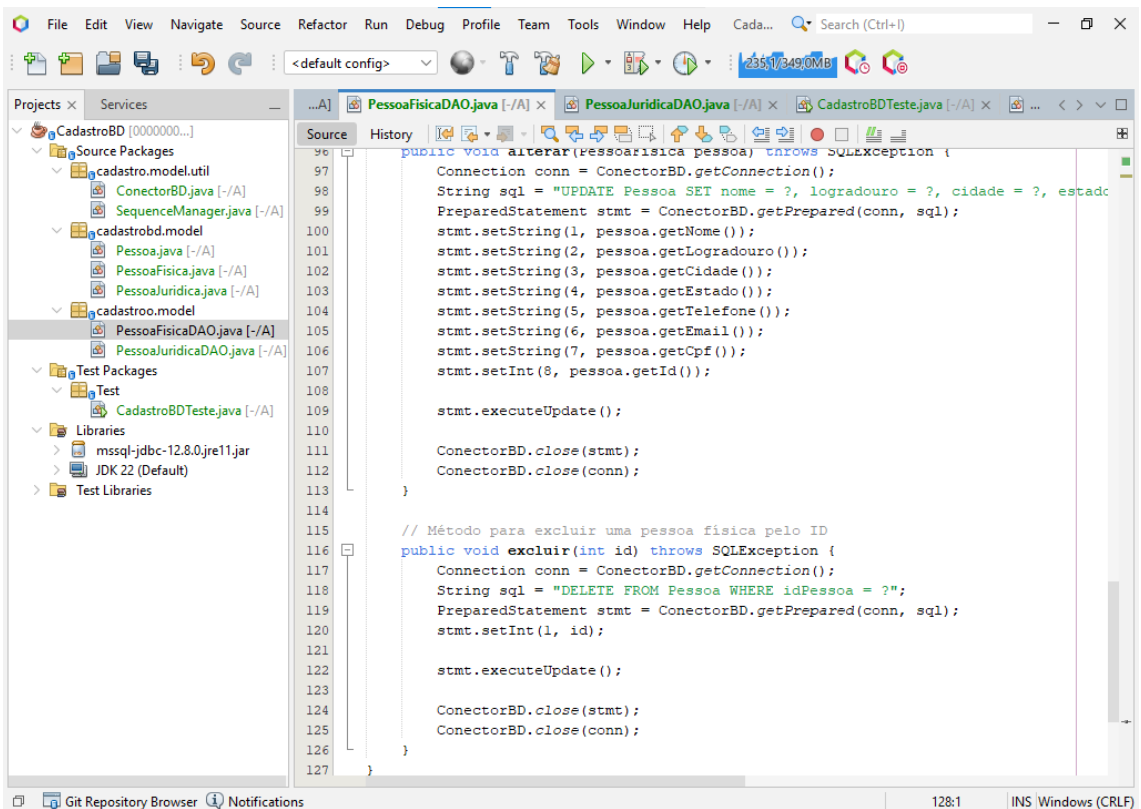 File Edit View Navigate Source Refactor Run Debug Profile Team Tools Window Help Cada... Search (Ctrl+I)
<default config> 235,1/349,0MB
Projects Services
CadastroBD [0000000...]
Source Packages
cadastro.model.util
ConectorBD.java [-/A]
SequenceManager.java [-/A]
cadastrobd.model
Pessoa.java [-/A]
PessoaFisica.java [-/A]
PessoaJuridica.java [-/A]
cadastroo.model
PessoaFisicaDAO.java [-/A]
PessoaJuridicaDAO.java [-/A]
Test Packages
Test
CadastroBDTeste.java [-/A]
Libraries
mssql-jdbc-12.8.0.jre11.jar
JDK 22 (Default)
Test Libraries
...A] PessoaFisicaDAO.java [-/A] PessoaJuridicaDAO.java [-/A] CadastroBDTeste.java [-/A] ...
Source History
96 public void alterar(PessoaFisica pessoa) throws SQLException {
97 Connection conn = ConectorBD.getConnection();
98 String sql = "UPDATE Pessoa SET nome = ?, logradouro = ?, cidade = ?, estado
99 PreparedStatement stmt = ConectorBD.getPrepared(conn, sql);
100 stmt.setString(1, pessoa.getNome());
101 stmt.setString(2, pessoa.getLogradouro());
102 stmt.setString(3, pessoa.getCidade());
103 stmt.setString(4, pessoa.getEstado());
104 stmt.setString(5, pessoa.getTelefone());
105 stmt.setString(6, pessoa.getEmail());
106 stmt.setString(7, pessoa.getCpf());
107 stmt.setInt(8, pessoa.getId());
108
109 stmt.executeUpdate();
110
111 ConectorBD.close(stmt);
112 ConectorBD.close(conn);
113 }
114
115 // Método para excluir uma pessoa física pelo ID
116 public void excluir(int id) throws SQLException {
117 Connection conn = ConectorBD.getConnection();
118 String sql = "DELETE FROM Pessoa WHERE idPessoa = ?";
119 PreparedStatement stmt = ConectorBD.getPrepared(conn, sql);
120 stmt.setInt(1, id);
121
122 stmt.executeUpdate();
123
124 ConectorBD.close(stmt);
125 ConectorBD.close(conn);
126 }
127 }
Git Repository Browser Notifications 128:1 INS Windows (CRLF)